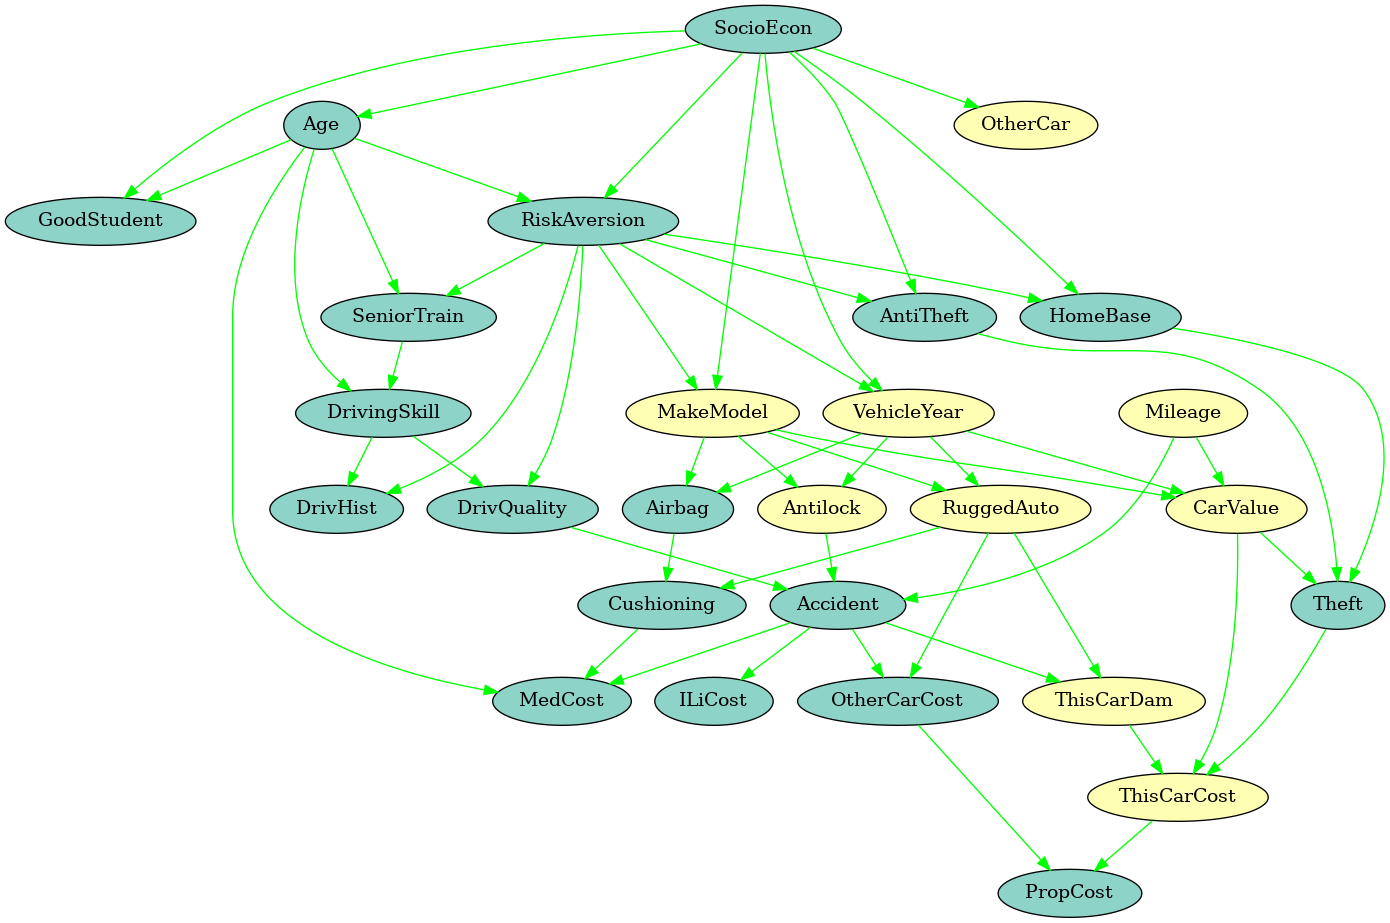 SocioEcon
Age
OtherCar
GoodStudent
RiskAversion
SeniorTrain
AntiTheft
HomeBase
DrivingSkill
MakeModel
VehicleYear
Mileage
DrivHist
DrivQuality
Airbag
Antilock
RuggedAuto
CarValue
Cushioning
Accident
Theft
MedCost
ILiCost
OtherCarCost
ThisCarDam
ThisCarCost
PropCost